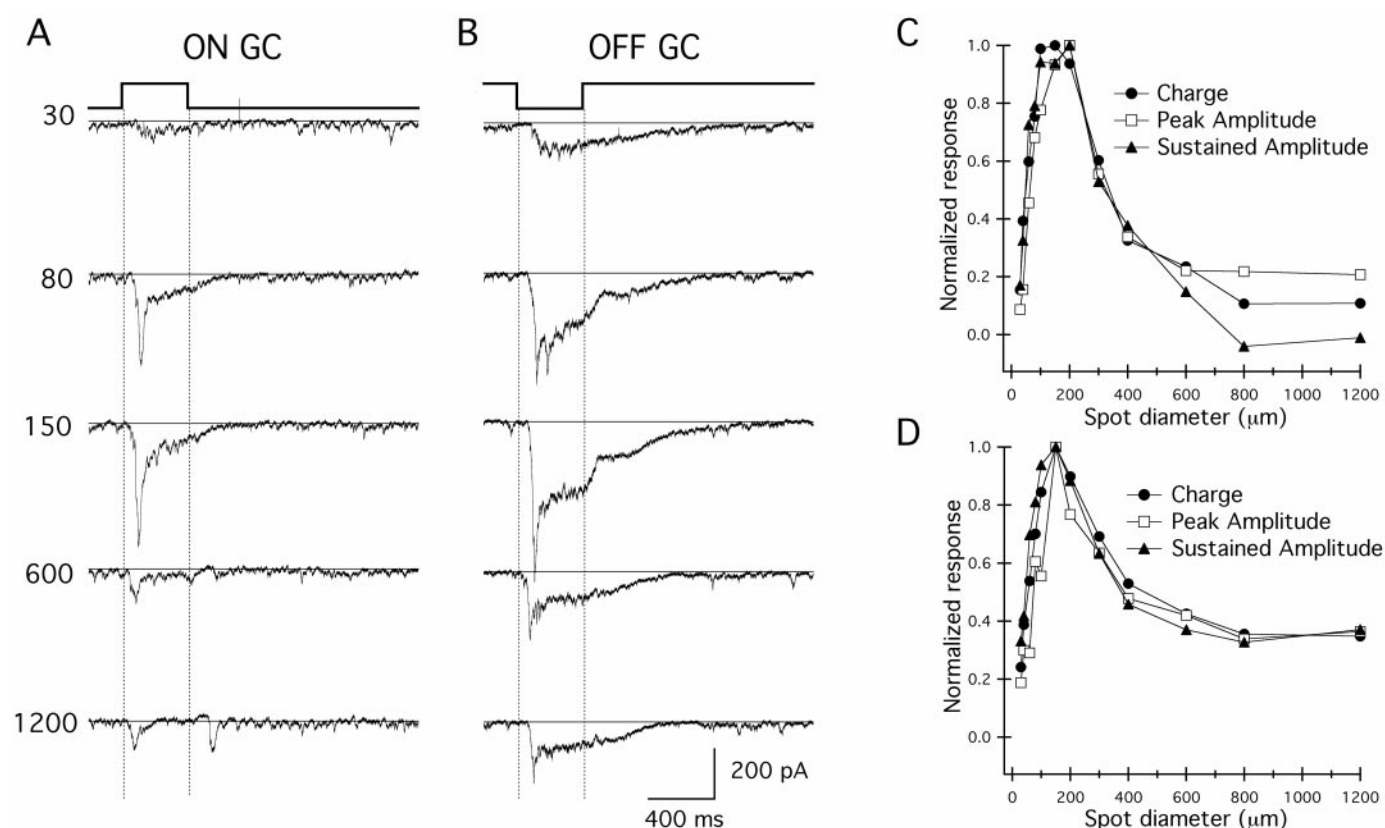 A
ON GC
30
80
150
600
1200
B
OFF GC
200 pA
400 ms
C
Normalized response
1.0
0.8
0.6
0.4
0.2
0.0
Charge
Peak Amplitude
Sustained Amplitude
0 200 400 600 800 1000 1200
Spot diameter (μm)
D
Normalized response
1.0
0.8
0.6
0.4
0.2
0.0
Charge
Peak Amplitude
Sustained Amplitude
0 200 400 600 800 1000 1200
Spot diameter (μm)